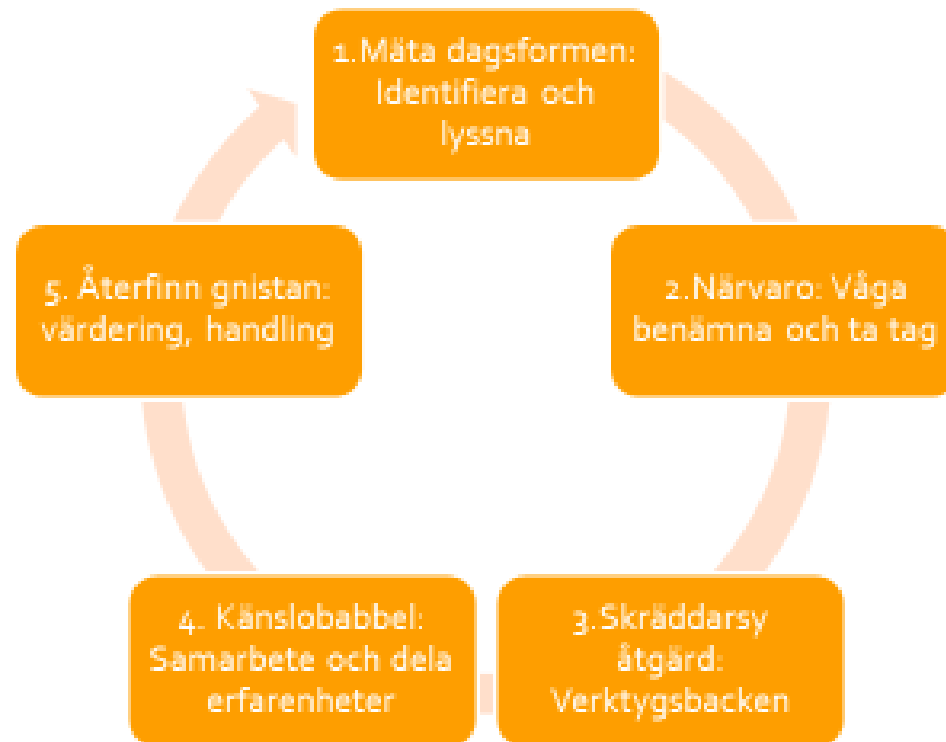 1.Mäta dagsformen:
Identifiera och
lyssna
2.Närvaro: Våga
benämna och ta tag
3.Skräddarsy
åtgärd:
Verktygsbacken
4. Känslobabbel:
Samarbete och dela
erfarenheter
5. Återfinn gnistan:
värdering, handling